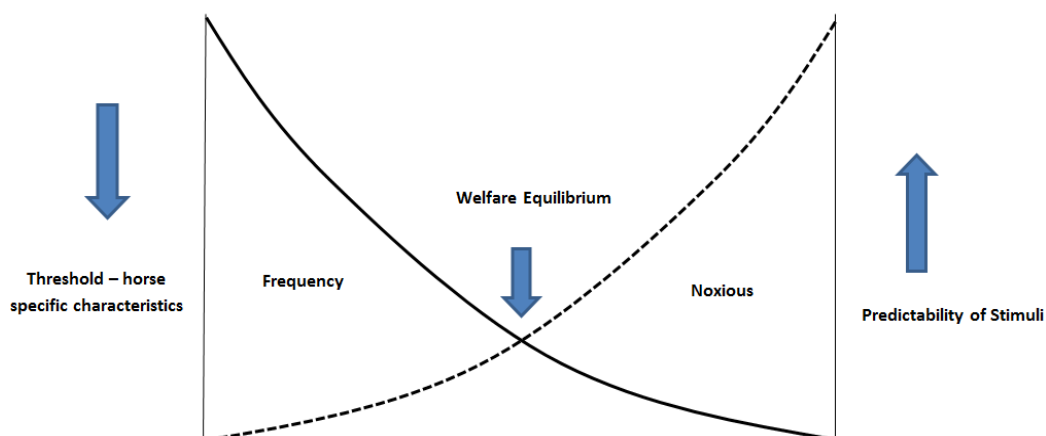 Welfare Equilibrium
Threshold – horse
specific characteristics
Frequency
Noxious
Predictability of Stimuli